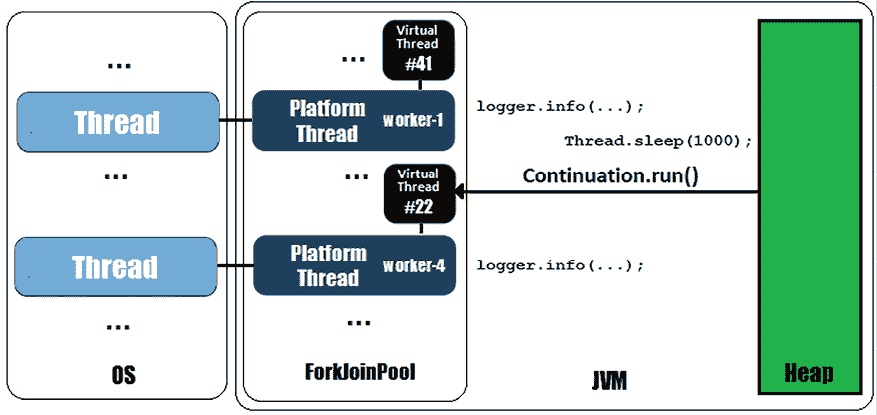 ...
...
Virtual
Thread
#41
Thread
Platform
Thread
worker-1
logger.info(...);
Thread.sleep(1000);
...
...
Virtual
Thread
#22
Continuation.run()
Thread
Platform
Thread
worker-4
logger.info(...);
...
...
OS
ForkJoinPool
JVM
Heap